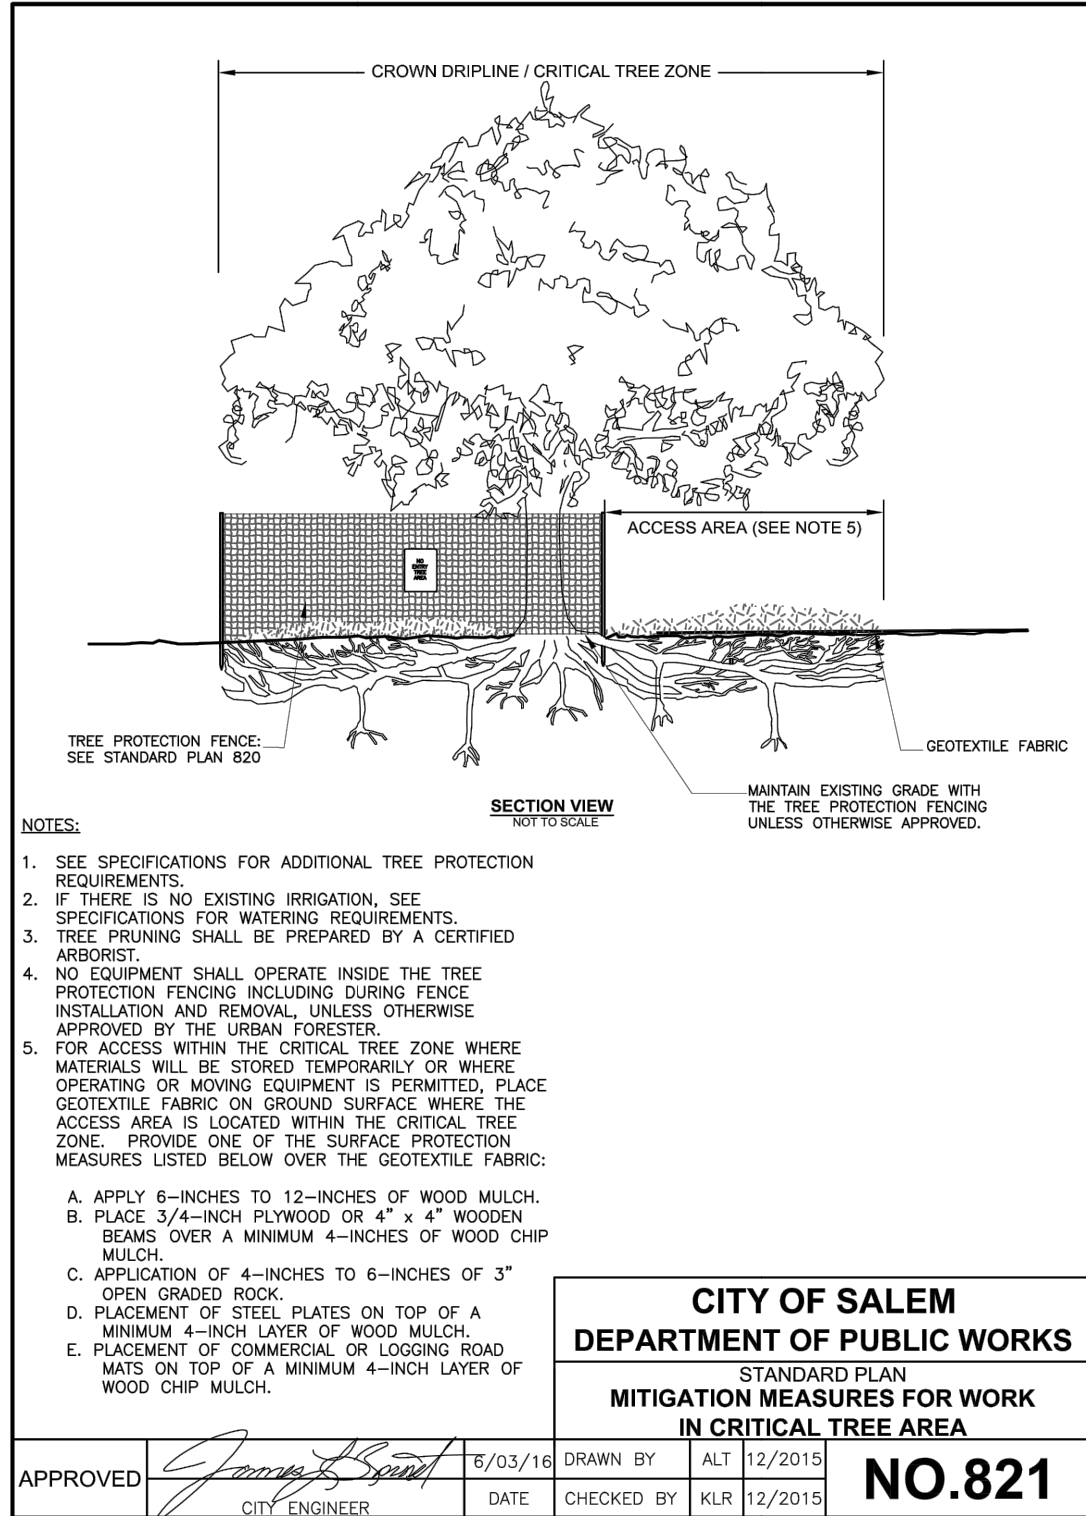 CROWN DRIPLINE / CRITICAL TREE ZONE
ACCESS AREA (SEE NOTE 5)
NO
ENTRY
TREE
AREA
TREE PROTECTION FENCE:
SEE STANDARD PLAN 820
GEOTEXTILE FABRIC
MAINTAIN EXISTING GRADE WITH
THE TREE PROTECTION FENCING
UNLESS OTHERWISE APPROVED.
SECTION VIEW
NOT TO SCALE
NOTES:
1. SEE SPECIFICATIONS FOR ADDITIONAL TREE PROTECTION
REQUIREMENTS.
2. IF THERE IS NO EXISTING IRRIGATION, SEE
SPECIFICATIONS FOR WATERING REQUIREMENTS.
3. TREE PRUNING SHALL BE PREPARED BY A CERTIFIED
ARBORIST.
4. NO EQUIPMENT SHALL OPERATE INSIDE THE TREE
PROTECTION FENCING INCLUDING DURING FENCE
INSTALLATION AND REMOVAL, UNLESS OTHERWISE
APPROVED BY THE URBAN FORESTER.
5. FOR ACCESS WITHIN THE CRITICAL TREE ZONE WHERE
MATERIALS WILL BE STORED TEMPORARILY OR WHERE
OPERATING OR MOVING EQUIPMENT IS PERMITTED, PLACE
GEOTEXTILE FABRIC ON GROUND SURFACE WHERE THE
ACCESS AREA IS LOCATED WITHIN THE CRITICAL TREE
ZONE. PROVIDE ONE OF THE SURFACE PROTECTION
MEASURES LISTED BELOW OVER THE GEOTEXTILE FABRIC:
A. APPLY 6-INCHES TO 12-INCHES OF WOOD MULCH.
B. PLACE 3/4-INCH PLYWOOD OR 4" x 4" WOODEN
BEAMS OVER A MINIMUM 4-INCHES OF WOOD CHIP
MULCH.
C. APPLICATION OF 4-INCHES TO 6-INCHES OF 3"
OPEN GRADED ROCK.
D. PLACEMENT OF STEEL PLATES ON TOP OF A
MINIMUM 4-INCH LAYER OF WOOD MULCH.
E. PLACEMENT OF COMMERCIAL OR LOGGING ROAD
MATS ON TOP OF A MINIMUM 4-INCH LAYER OF
WOOD CHIP MULCH.
CITY OF SALEM
DEPARTMENT OF PUBLIC WORKS
STANDARD PLAN
MITIGATION MEASURES FOR WORK
IN CRITICAL TREE AREA
APPROVED
CITY ENGINEER
6/03/16
DATE
DRAWN BY ALT 12/2015
CHECKED BY KLR 12/2015
NO.821